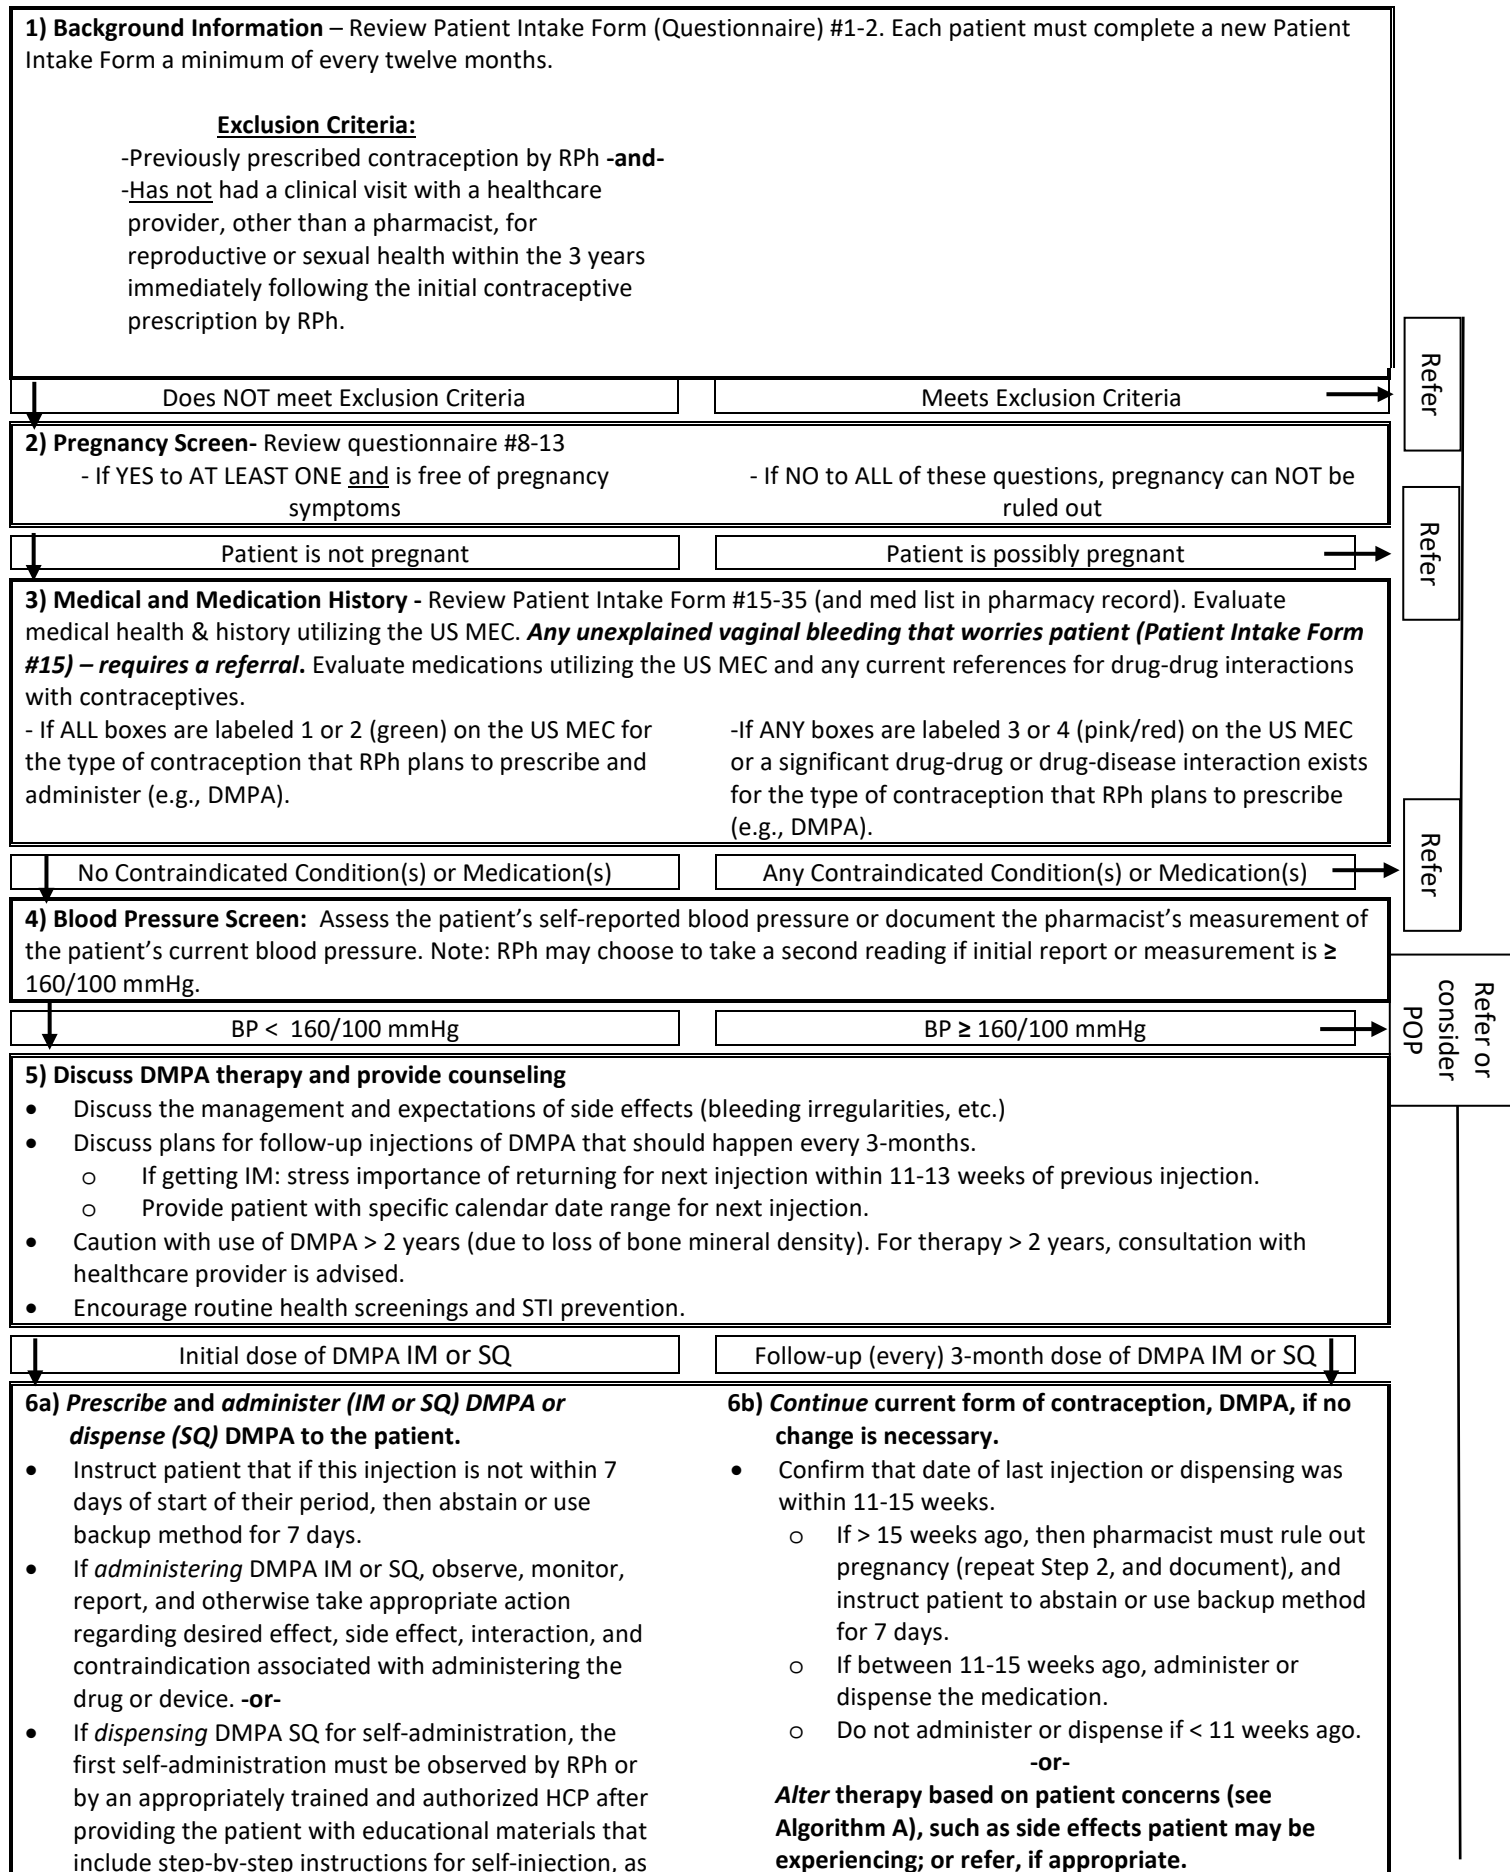 1) Background Information – Review Patient Intake Form (Questionnaire) #1-2. Each patient must complete a new Patient
Intake Form a minimum of every twelve months.
Exclusion Criteria:
-Previously prescribed contraception by RPh -and-
-Has not had a clinical visit with a healthcare
provider, other than a pharmacist, for
reproductive or sexual health within the 3 years
immediately following the initial contraceptive
prescription by RPh.
Does NOT meet Exclusion Criteria
Meets Exclusion Criteria
Refer
2) Pregnancy Screen- Review questionnaire #8-13
- If YES to AT LEAST ONE and is free of pregnancy
symptoms
- If NO to ALL of these questions, pregnancy can NOT be
ruled out
Patient is not pregnant
Patient is possibly pregnant
Refer
3) Medical and Medication History - Review Patient Intake Form #15-35 (and med list in pharmacy record). Evaluate
medical health & history utilizing the US MEC. Any unexplained vaginal bleeding that worries patient (Patient Intake Form
#15) – requires a referral. Evaluate medications utilizing the US MEC and any current references for drug-drug interactions
with contraceptives.
- If ALL boxes are labeled 1 or 2 (green) on the US MEC for
the type of contraception that RPh plans to prescribe and
administer (e.g., DMPA).
-If ANY boxes are labeled 3 or 4 (pink/red) on the US MEC
or a significant drug-drug or drug-disease interaction exists
for the type of contraception that RPh plans to prescribe
(e.g., DMPA).
No Contraindicated Condition(s) or Medication(s)
Any Contraindicated Condition(s) or Medication(s)
Refer
4) Blood Pressure Screen: Assess the patient's self-reported blood pressure or document the pharmacist's measurement of
the patient's current blood pressure. Note: RPh may choose to take a second reading if initial report or measurement is ≥
160/100 mmHg.
BP < 160/100 mmHg
BP ≥ 160/100 mmHg
Refer or
consider
POP
5) Discuss DMPA therapy and provide counseling
• Discuss the management and expectations of side effects (bleeding irregularities, etc.)
• Discuss plans for follow-up injections of DMPA that should happen every 3-months.
o If getting IM: stress importance of returning for next injection within 11-13 weeks of previous injection.
o Provide patient with specific calendar date range for next injection.
• Caution with use of DMPA > 2 years (due to loss of bone mineral density). For therapy > 2 years, consultation with
healthcare provider is advised.
• Encourage routine health screenings and STI prevention.
Initial dose of DMPA IM or SQ
Follow-up (every) 3-month dose of DMPA IM or SQ
6a) Prescribe and administer (IM or SQ) DMPA or
dispense (SQ) DMPA to the patient.
• Instruct patient that if this injection is not within 7
days of start of their period, then abstain or use
backup method for 7 days.
• If administering DMPA IM or SQ, observe, monitor,
report, and otherwise take appropriate action
regarding desired effect, side effect, interaction, and
contraindication associated with administering the
drug or device. -or-
• If dispensing DMPA SQ for self-administration, the
first self-administration must be observed by RPh or
by an appropriately trained and authorized HCP after
providing the patient with educational materials that
include step-by-step instructions for self-injection, as
6b) Continue current form of contraception, DMPA, if no
change is necessary.
• Confirm that date of last injection or dispensing was
within 11-15 weeks.
o If > 15 weeks ago, then pharmacist must rule out
pregnancy (repeat Step 2, and document), and
instruct patient to abstain or use backup method
for 7 days.
o If between 11-15 weeks ago, administer or
dispense the medication.
o Do not administer or dispense if < 11 weeks ago.
-or-
Alter therapy based on patient concerns (see
Algorithm A), such as side effects patient may be
experiencing; or refer, if appropriate.